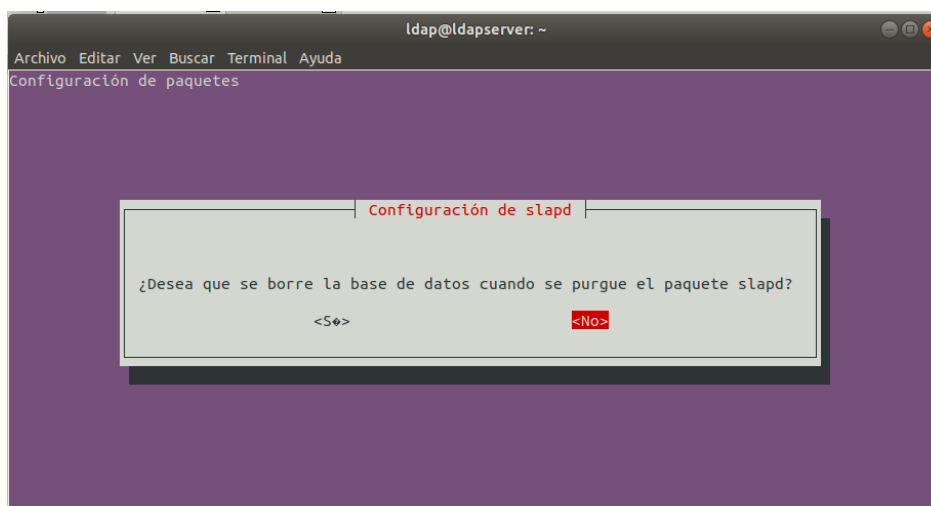 ldap@ldapserver: ~
Archivo Editar Ver Buscar Terminal Ayuda
Configuración de paquetes
Configuración de slapd
¿Desea que se borre la base de datos cuando se purgue el paquete slapd?
<S�> <No>